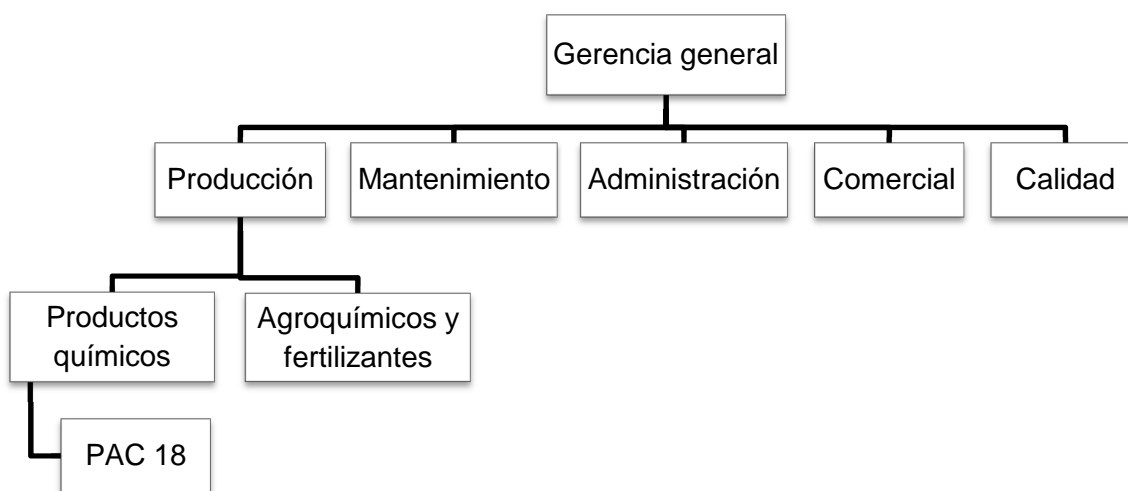 Gerencia general
Producción
Mantenimiento
Administración
Comercial
Calidad
Productos
químicos
Agroquímicos y
fertilizantes
PAC 18